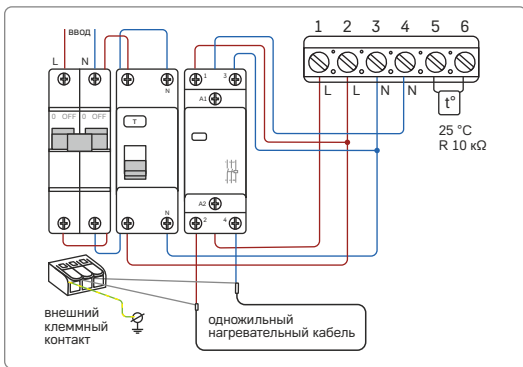 ввод
L N
0 OFF 0 OFF
N
T
N
1 3
A1
A2
2 4
1 2 3 4 5 6
L L N N
t°
25 °C
R 10 кΩ
внешний
клеммный
контакт
одножильный
нагревательный кабель